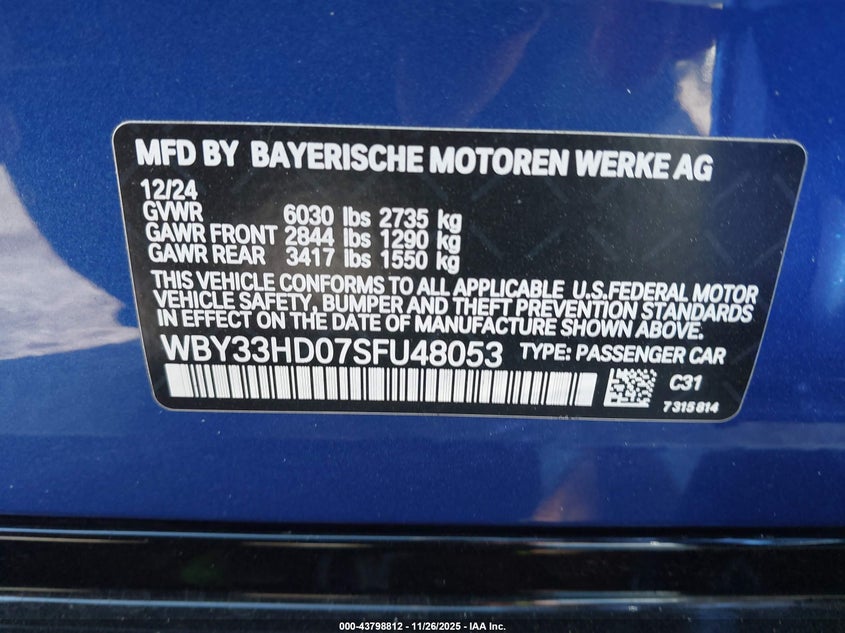 MFD BY BAYERISCHE MOTOREN WERKE AG
12/24
GVWR 6030 lbs 2735 kg
GAWR FRONT 2844 lbs 1290 kg
GAWR REAR 3417 lbs 1550 kg
THIS VEHICLE CONFORMS TO ALL APPLICABLE U.S.FEDERAL MOTOR
VEHICLE SAFETY, BUMPER AND THEFT PREVENTION STANDARDS
IN EFFECT ON THE DATE OF MANUFACTURE SHOWN ABOVE.
WBY33HD07SFU48053 TYPE: PASSENGER CAR
C31
7315814
000-43798812 - 11/26/2025 - IAA Inc.